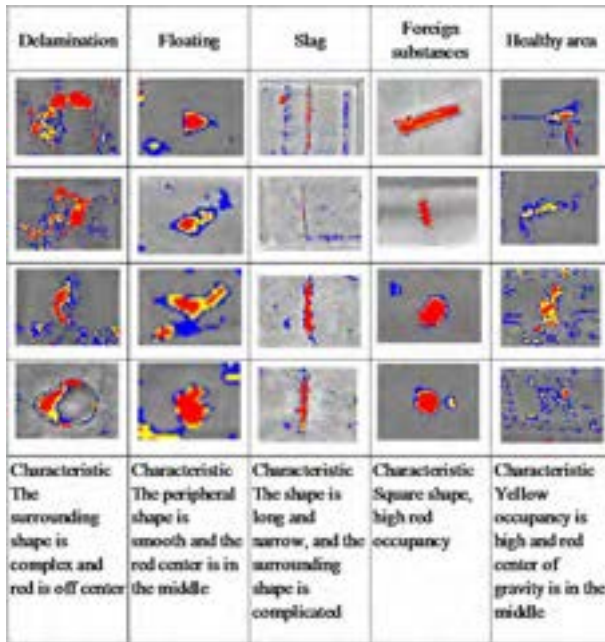 Delamination
Floating
Slag
Foreign
substances
Healthy area
Characteristic
The
surrounding
shape is
complex and
red is off center
Characteristic
The peripheral
shape is
smooth and the
red center is in
the middle
Characteristic
The shape is
long and
narrow, and the
surrounding
shape is
complicated
Characteristic
Square shape,
high red
occupancy
Characteristic
Yellow
occupancy is
high and red
center of
gravity is in the
middle